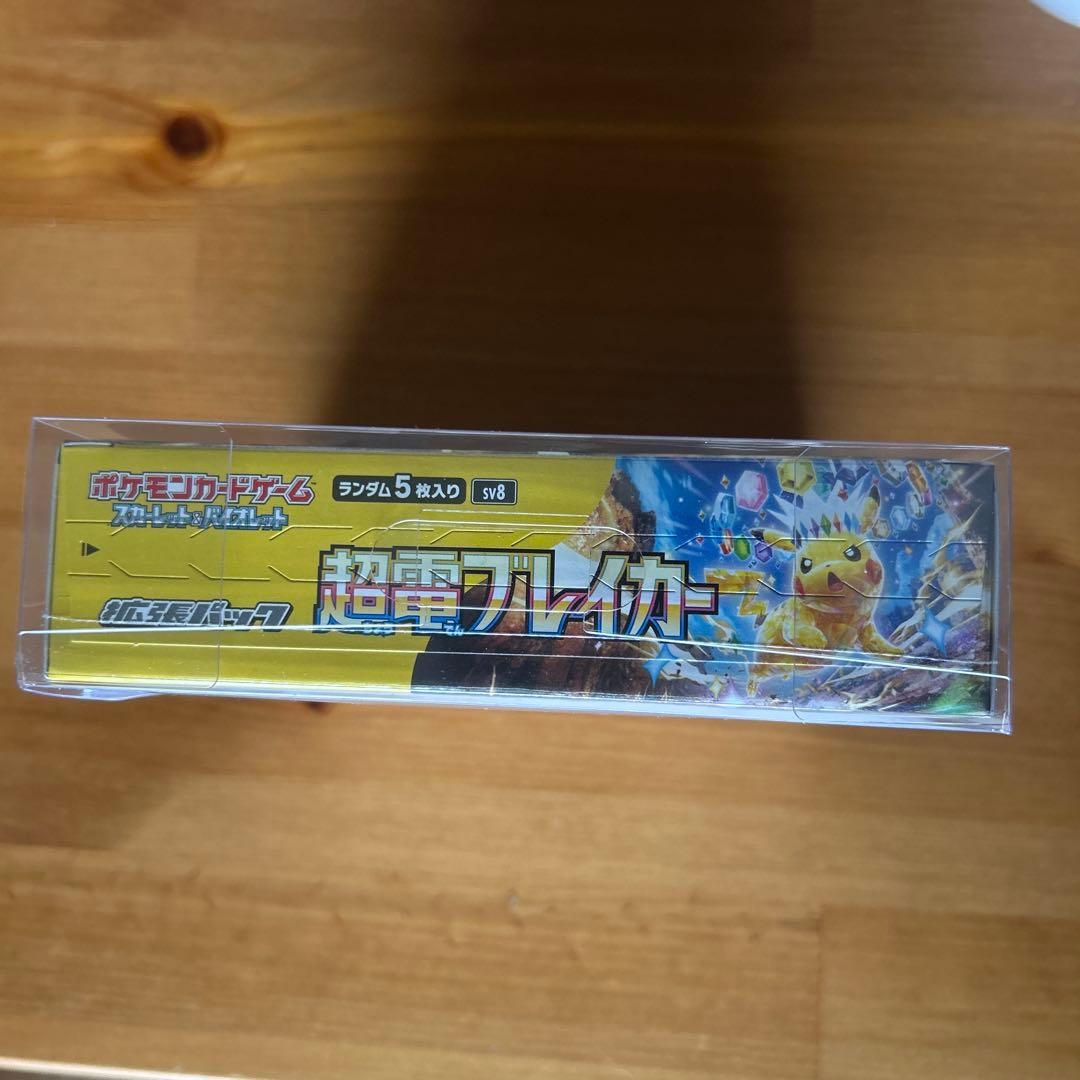 ポケモンカードゲーム™
スカーレット&バイオレット
ランダム5枚入り
sv8
拡張パック
超電ブレイカー